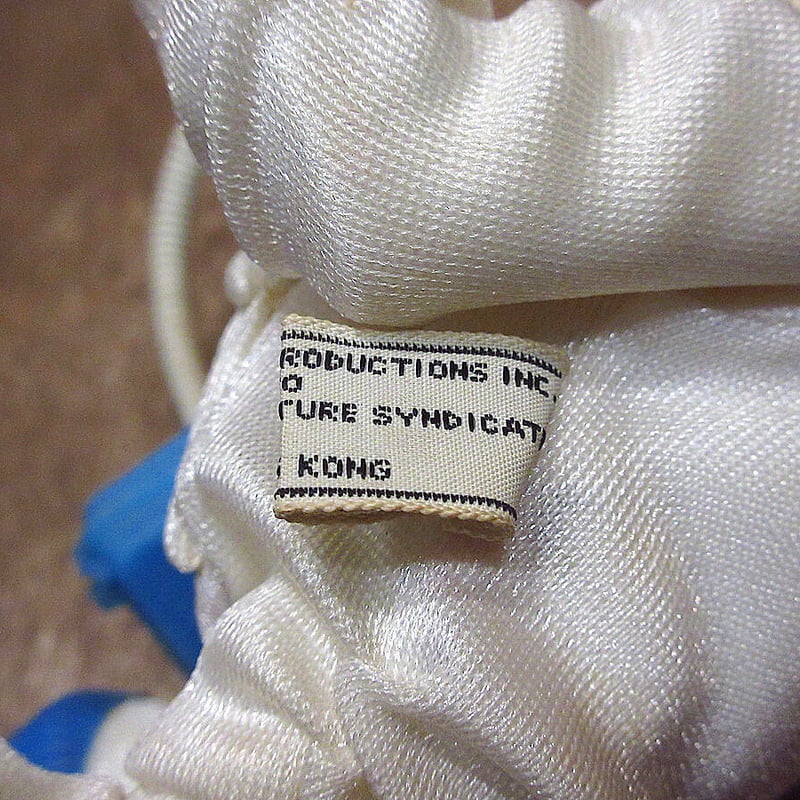 RODUCTIONS INC.
O
TURE SYNDICAT
KONG